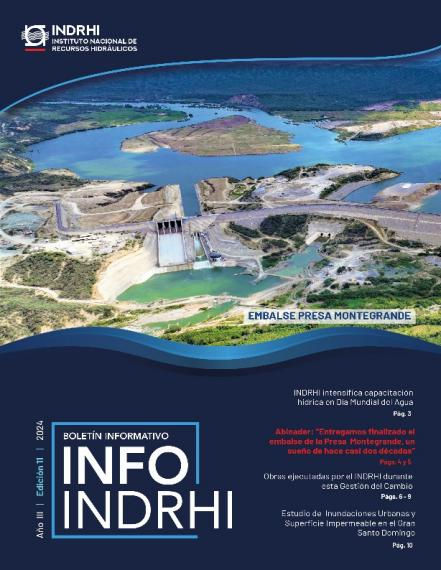 INDRHI
INSTITUTO NACIONAL DE
RECURSOS HIDRÁULICOS
EMBALSE PRESA MONTEGRANDE
INDRHI intensifica capacitación
hídrica en Día Mundial del Agua
Pág. 3
Abinader: "Entregamos finalizado el
embalse de la Presa Montegrande, un
sueño de hace casi dos décadas"
Págs. 4 y 5
Obras ejecutadas por el INDRHI durante
esta Gestión del Cambio
Págs. 6 - 9
Estudio de Inundaciones Urbanas y
Superficie Impermeable en el Gran
Santo Domingo
Pág. 10
Año III | Edición 11 | 2024
BOLETÍN INFORMATIVO
INFO
INDRHI